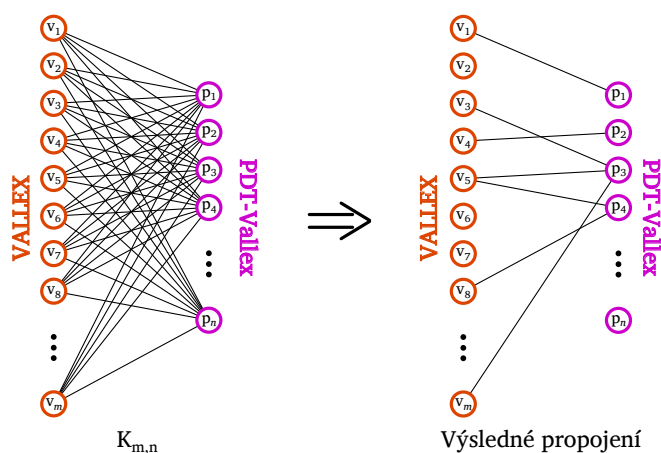 v₁
v₂
v₃
v₄
v₅
v₆
v₇
v₈
vₘ
VALLEX
p₁
p₂
p₃
p₄
pₙ
PDT-Vallex
K_{m,n}
v₁
v₂
v₃
v₄
v₅
v₆
v₇
v₈
vₘ
VALLEX
p₁
p₂
p₃
p₄
pₙ
PDT-Vallex
Výsledné propojení